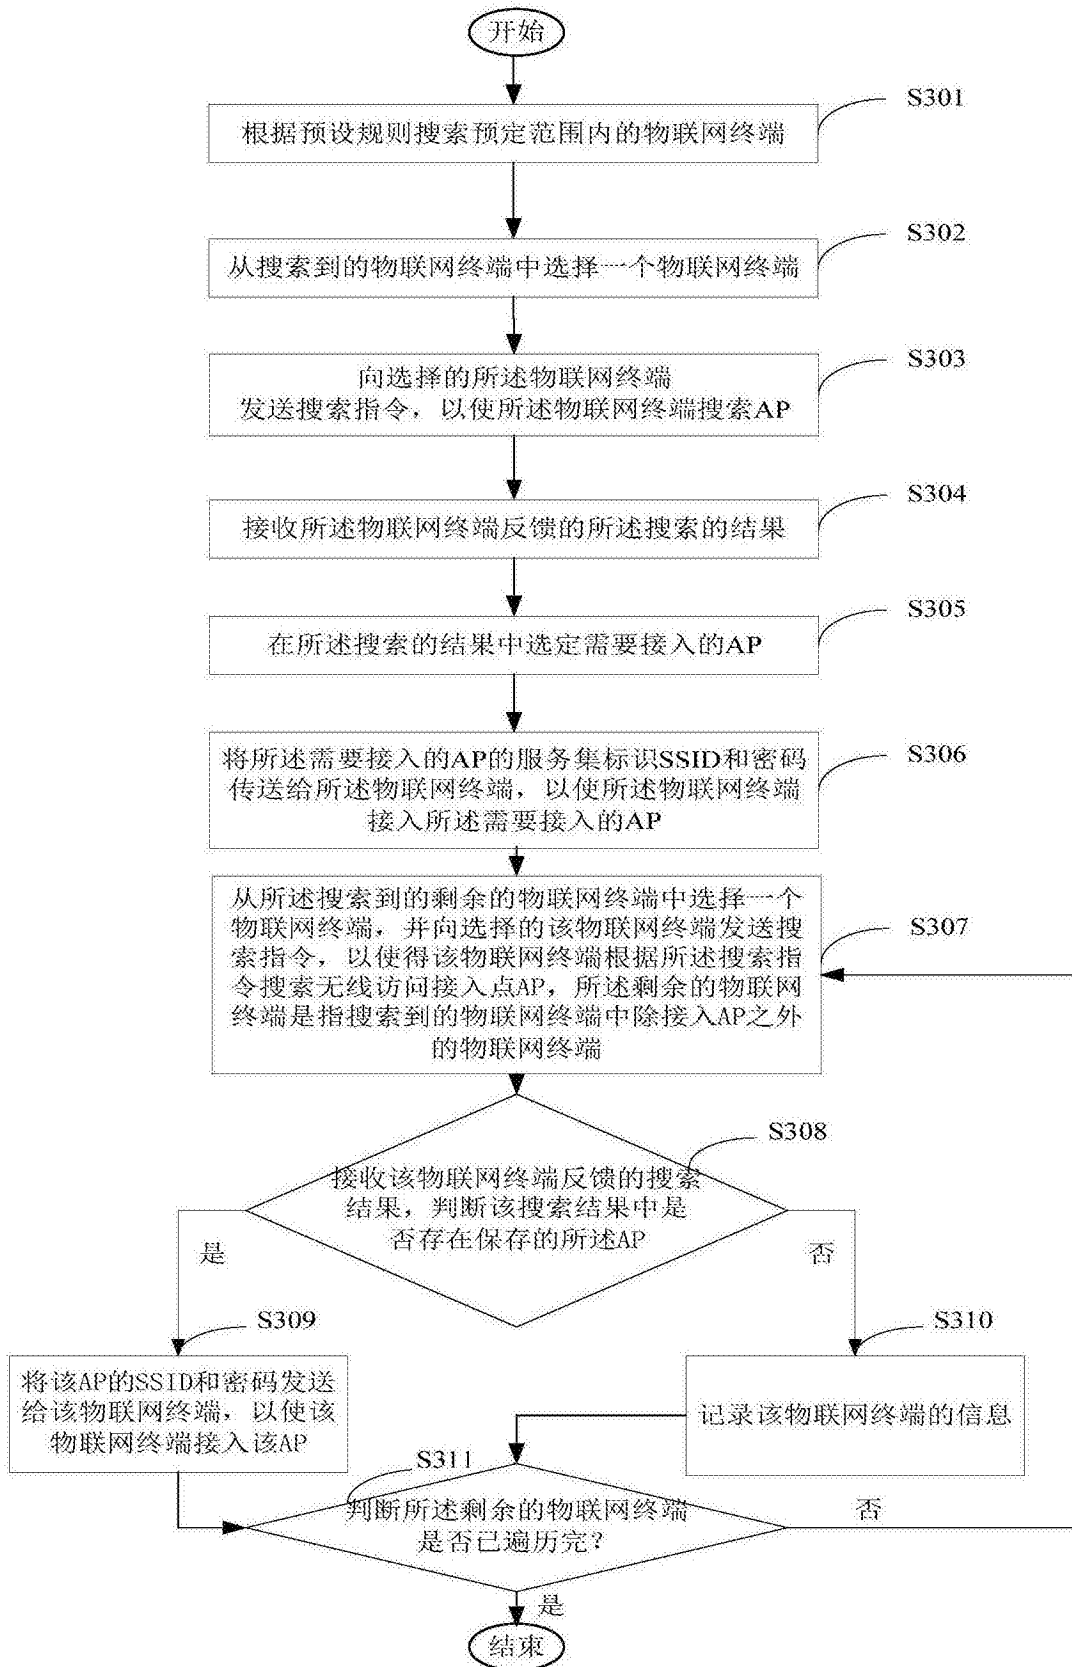 开始
S301
根据预设规则搜索预定范围内的物联网终端
S302
从搜索到的物联网终端中选择一个物联网终端
S303
向选择的所述物联网终端
发送搜索指令，以使所述物联网终端搜索AP
S304
接收所述物联网终端反馈的所述搜索的结果
S305
在所述搜索的结果中选定需要接入的AP
S306
将所述需要接入的AP的服务集标识SSID和密码
传送给所述物联网终端，以使所述物联网终端
接入所述需要接入的AP
S307
从所述搜索到的剩余的物联网终端中选择一个
物联网终端，并向选择的该物联网终端发送搜
索指令，以使得该物联网终端根据所述搜索指
令搜索无线访问接入点AP，所述剩余的物联网
终端是指搜索到的物联网终端中除接入AP之外
的物联网终端
S308
接收该物联网终端反馈的搜索
结果，判断该搜索结果中是
否存在保存的所述AP
是
否
S309
将该AP的SSID和密码发送
给该物联网终端，以使该
物联网终端接入该AP
S310
记录该物联网终端的信息
S311
判断所述剩余的物联网终端
是否已遍历完？
否
是
结束